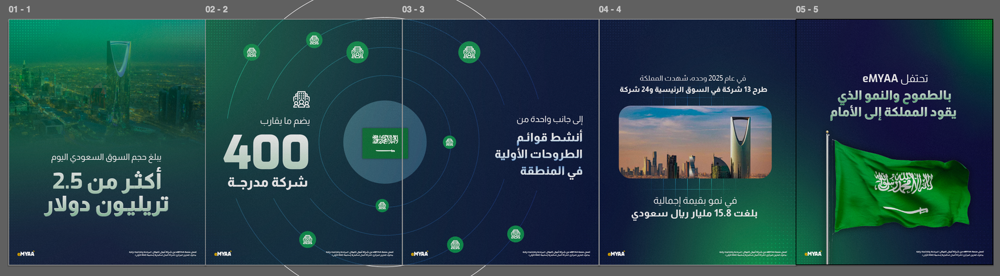 01 - 1
يبلغ حجم السوق السعودي اليوم
أكثر من 2.5
تريليون دولار
eMYAA
02 - 2
يضم ما يقارب
400
شركة مدرجة
eMYAA
03 - 3
إلى جانب واحدة من
أنشط قوائم
الطروحات الأولية
في المنطقة
eMYAA
04 - 4
في عام 2025 وحده، شهدت المملكة
طرح 13 شركة في السوق الرئيسية و24 شركة
في نمو بقيمة إجمالية
بلغت 15.8 مليار ريال سعودي
eMYAA
05 - 5
تحتفل eMYAA
بالطموح والنمو الذي
يقود المملكة إلى الأمام
eMYAA